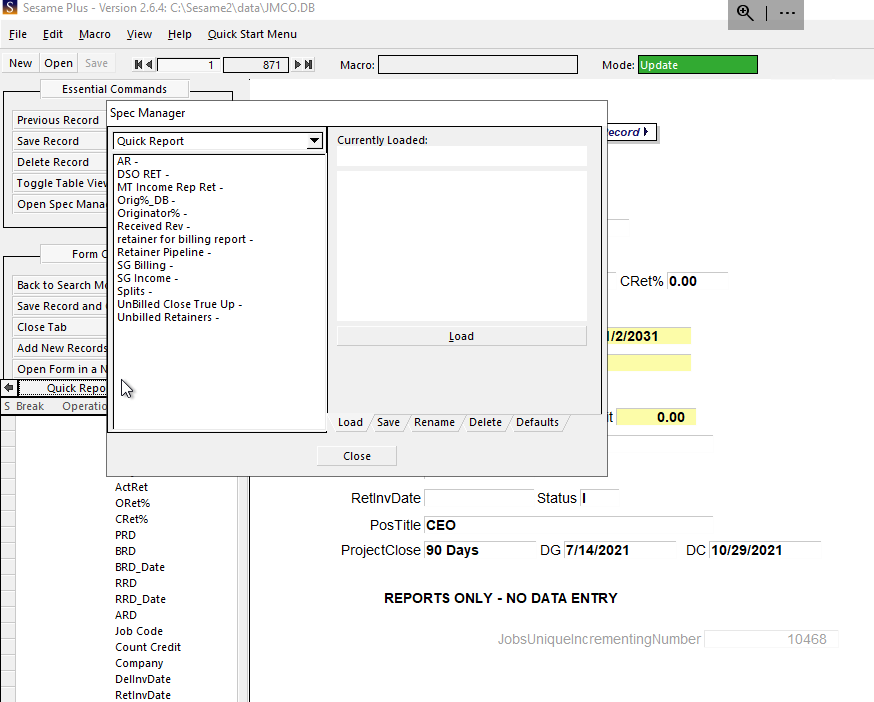 S Sesame Plus - Version 2.6.4: C:\Sesame2\data\JMCO.DB
File Edit Macro View Help Quick Start Menu
New Open Save 1 871 Macro: Mode: Update
Essential Commands
Previous Record
Save Record
Delete Record
Toggle Table View
Open Spec Mana
Form C
Back to Search M
Save Record and
Close Tab
Add New Records
Open Form in a N
Quick Repo
S Break Operatio
Spec Manager
Quick Report
AR -
DSO RET -
MT Income Rep Ret -
Orig%_DB -
Originator% -
Received Rev -
retainer for billing report -
Retainer Pipeline -
SG Billing -
SG Income -
Splits -
UnBilled Close True Up -
Unbilled Retainers -
Currently Loaded:
Load
Load Save Rename Delete Defaults
Close
ecord
CRet% 0.00
1/2/2031
it 0.00
ActRet
ORet%
CRet%
PRD
BRD
BRD_Date
RRD
RRD_Date
ARD
Job Code
Count Credit
Company
DelInvDate
RetInvDate
RetInvDate Status I
PosTitle CEO
ProjectClose 90 Days DG 7/14/2021 DC 10/29/2021
REPORTS ONLY - NO DATA ENTRY
JobsUniqueIncrementingNumber 10468